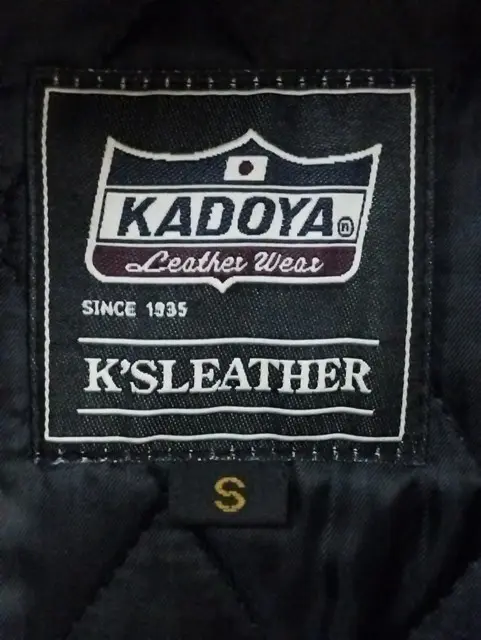 KADOYA
Leather Wear
SINCE 1935
K'SLEATHER
S